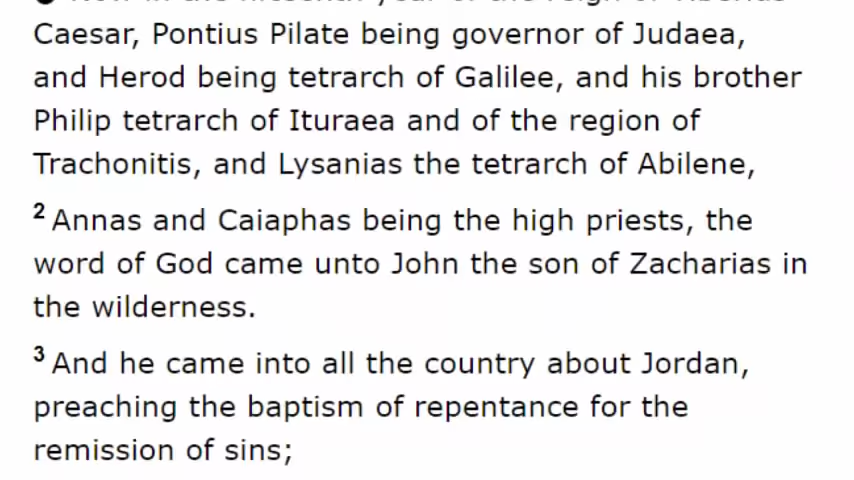 Caesar, Pontius Pilate being governor of Judaea,
and Herod being tetrarch of Galilee, and his brother
Philip tetrarch of Ituraea and of the region of
Trachonitis, and Lysanias the tetrarch of Abilene,
2 Annas and Caiaphas being the high priests, the
word of God came unto John the son of Zacharias in
the wilderness.
3 And he came into all the country about Jordan,
preaching the baptism of repentance for the
remission of sins;